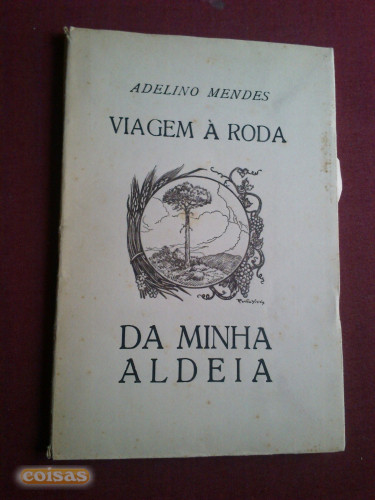 ADELINO MENDES
VIAGEM À RODA
DA MINHA
ALDEIA
coisas